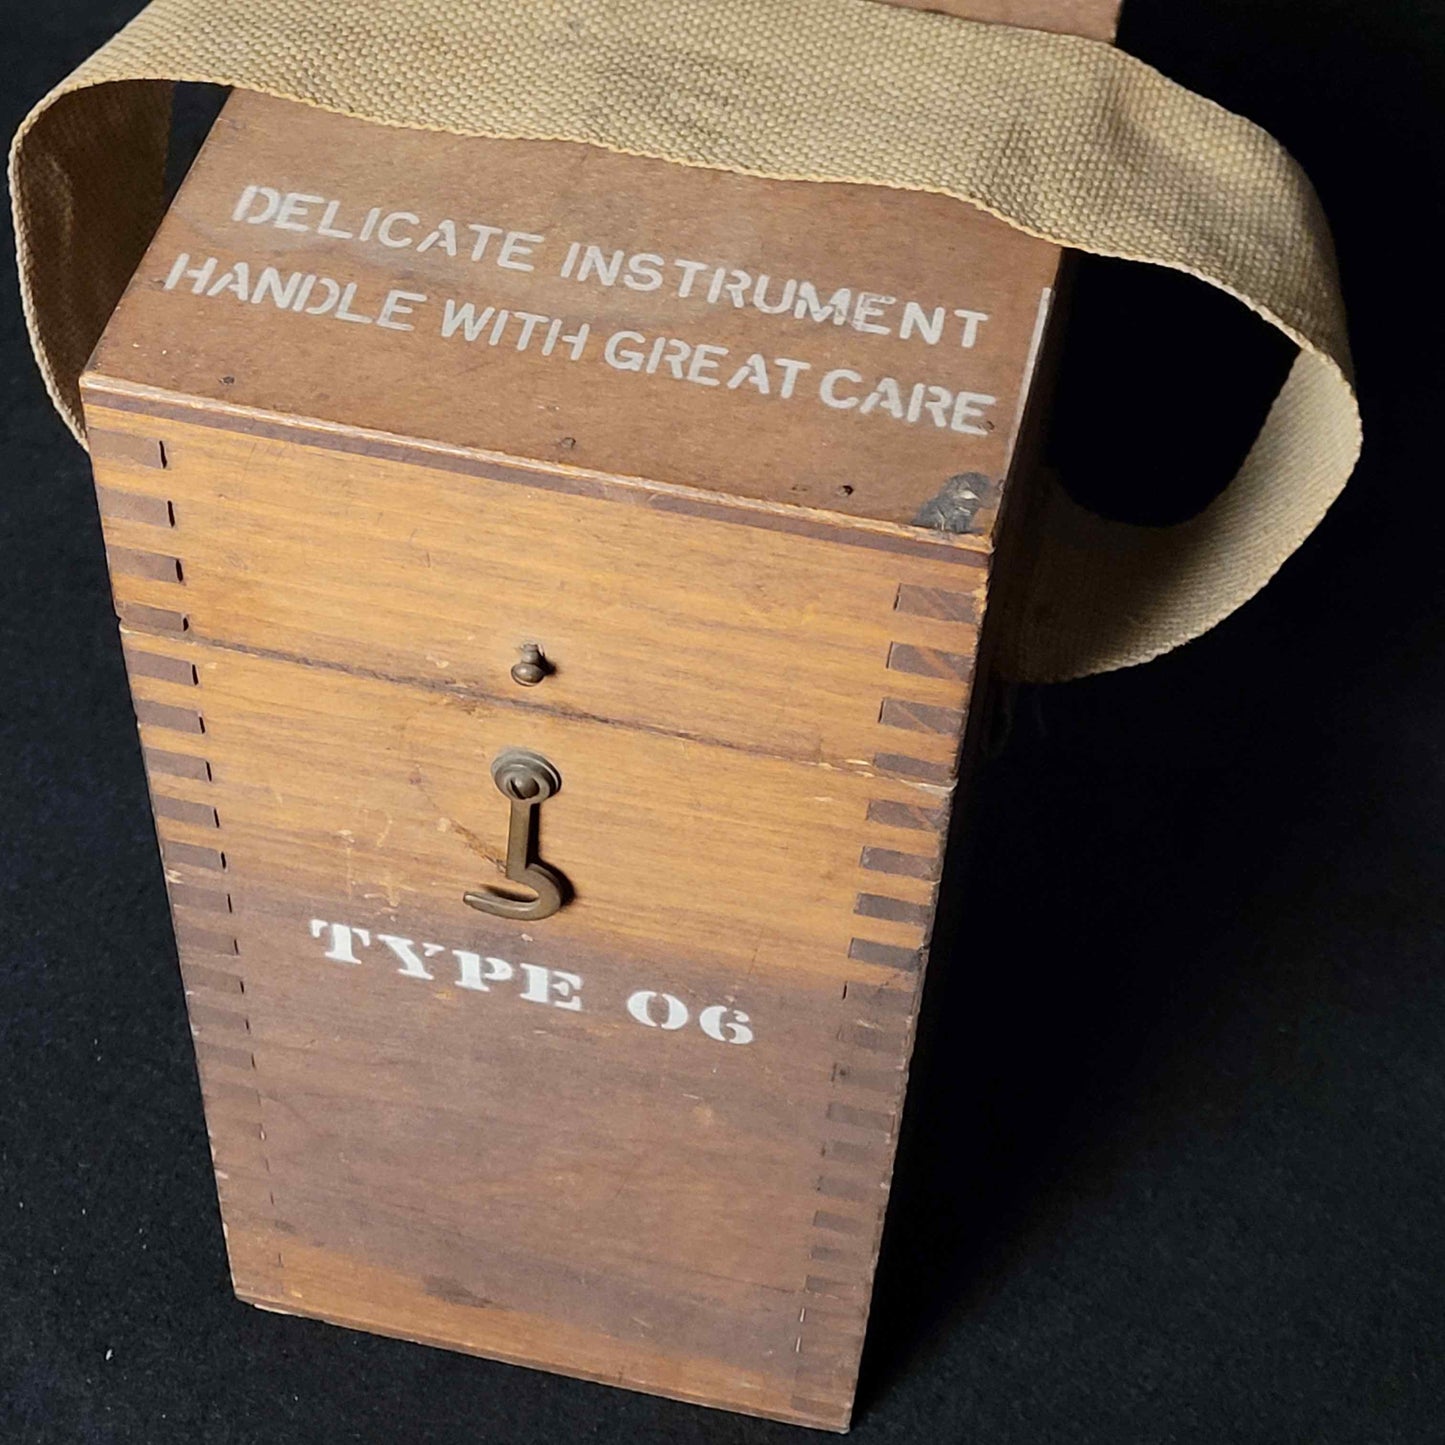 DELICATE INSTRUMENT
HANDLE WITH GREAT CARE
TYPE 06